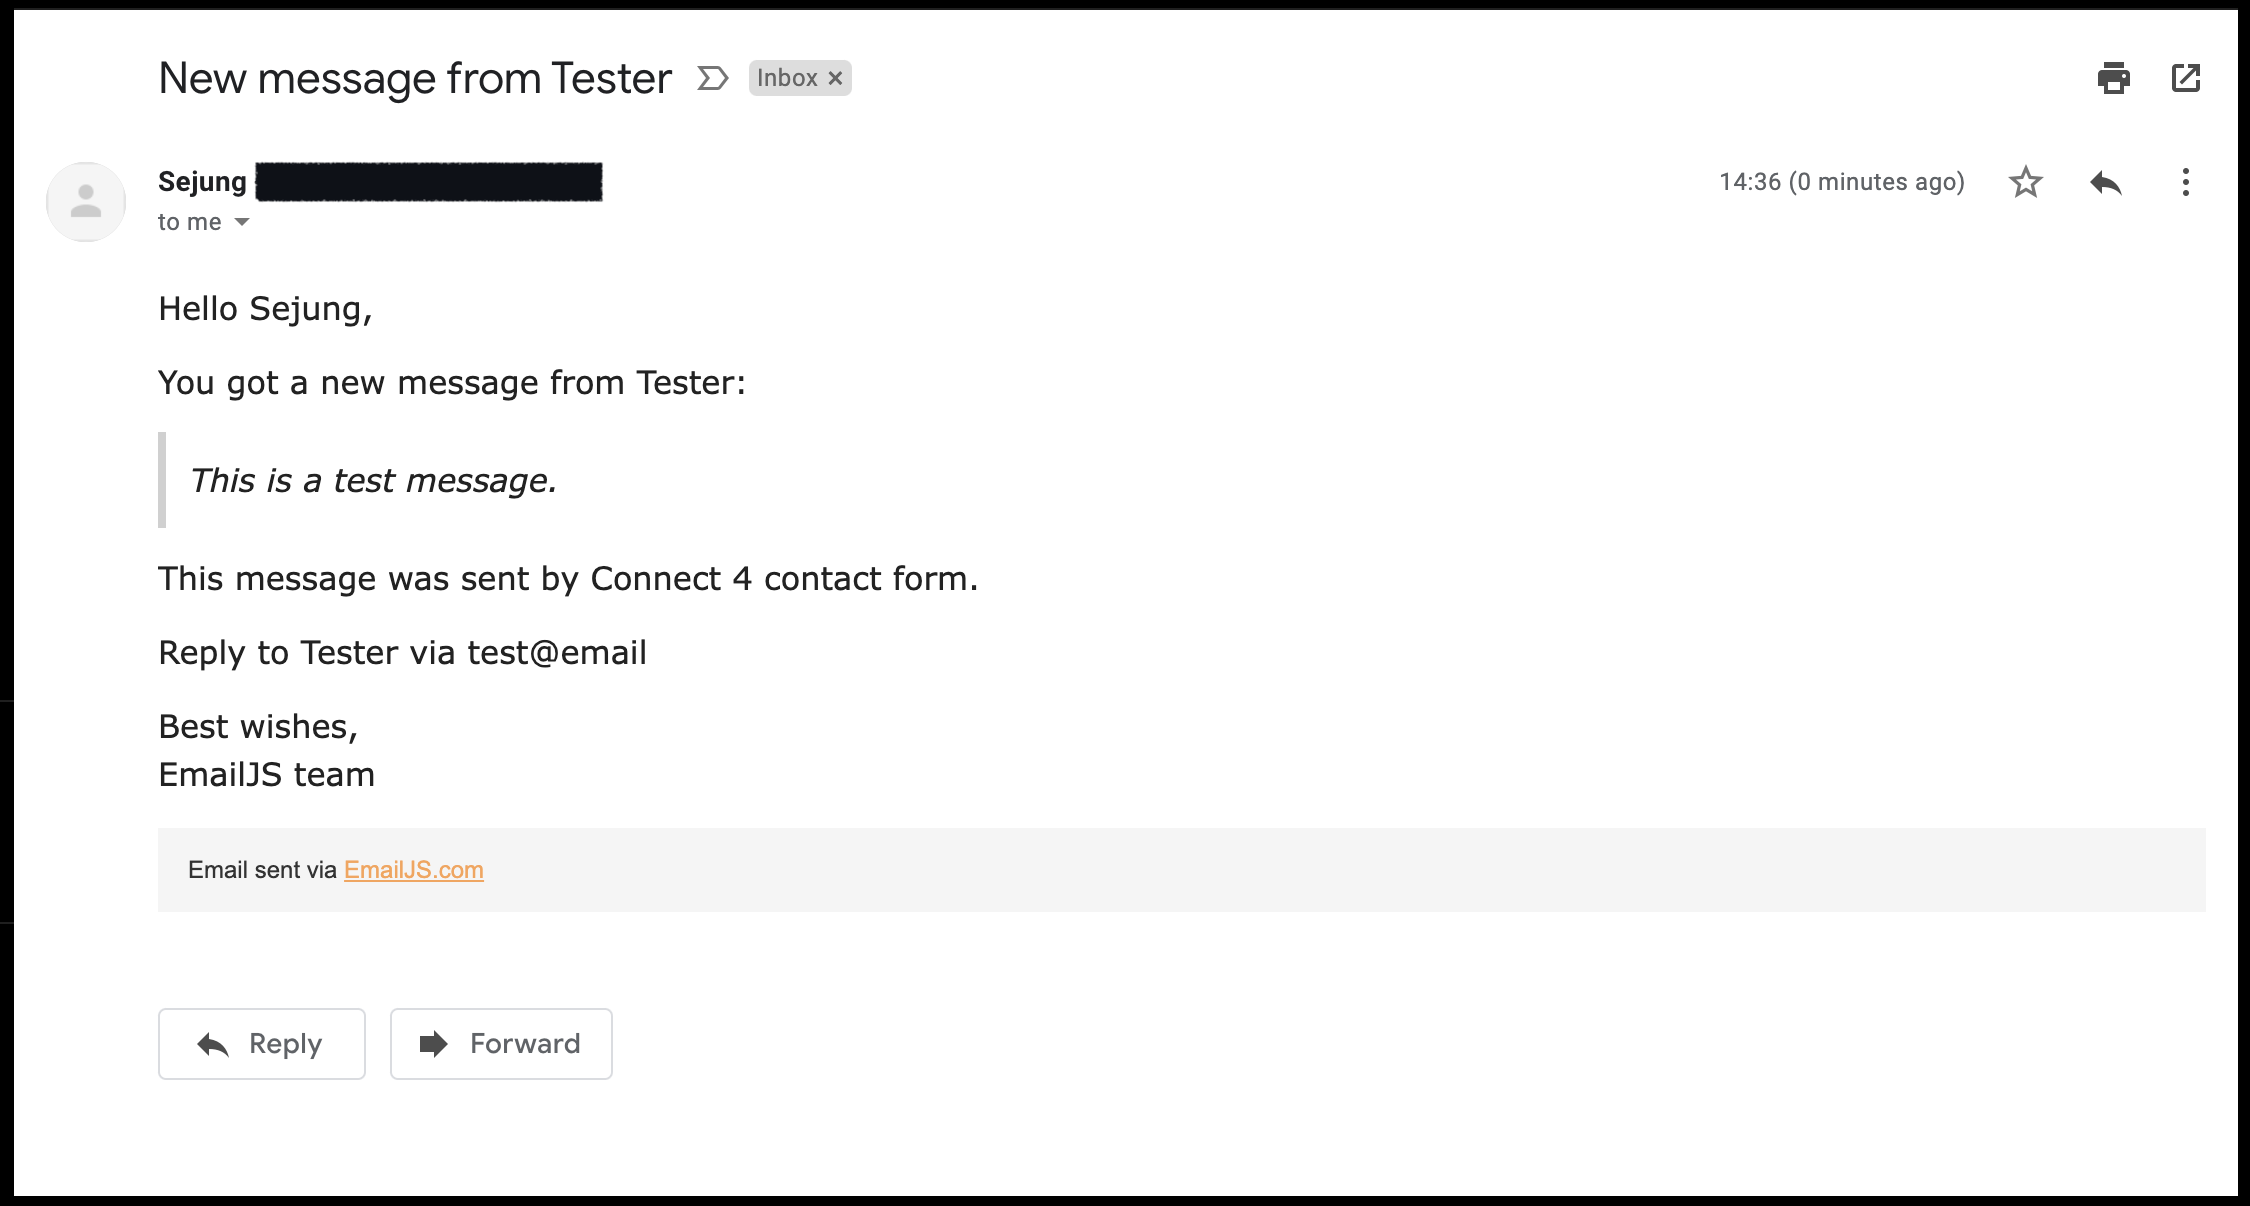 New message from Tester Inbox ×
Sejung
14:36 (0 minutes ago)
to me
Hello Sejung,
You got a new message from Tester:
This is a test message.
This message was sent by Connect 4 contact form.
Reply to Tester via test@email
Best wishes,
EmailJS team
Email sent via EmailJS.com
Reply Forward